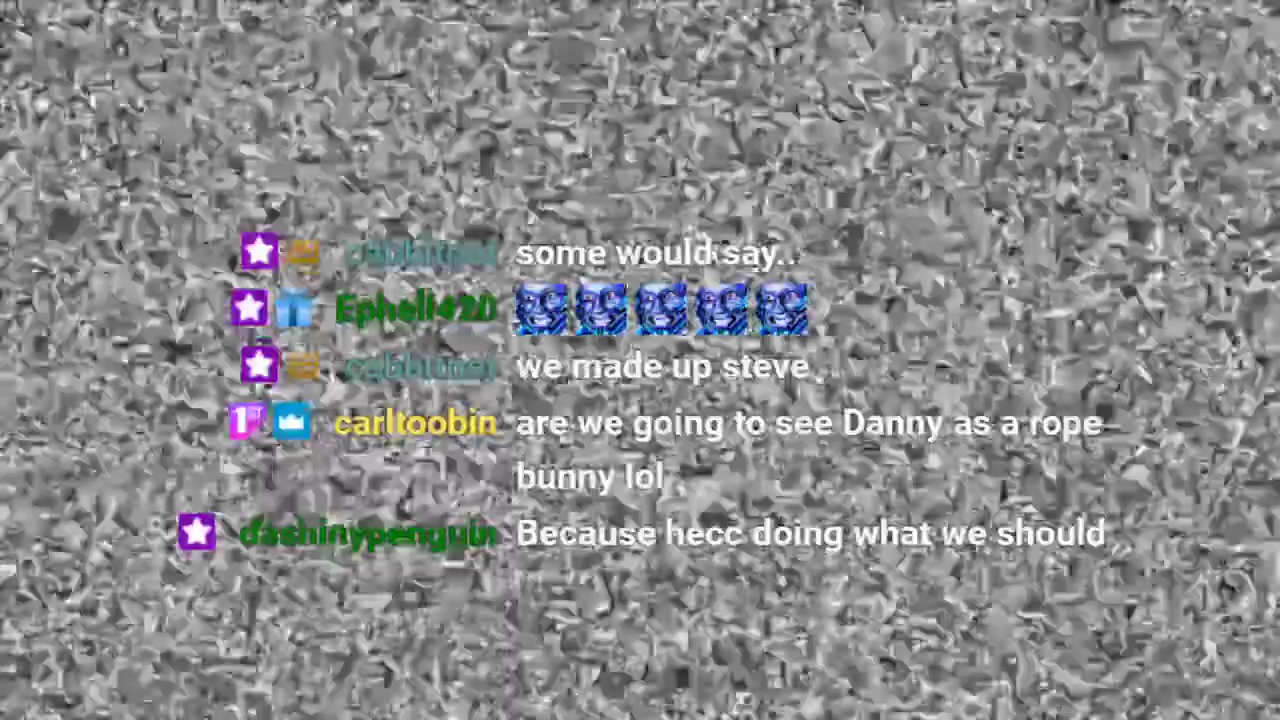 some would say..
Epheli420
we made up steve
carltoobin are we going to see Danny as a rope
bunny lol
dashinypenguin Because hecc doing what we should